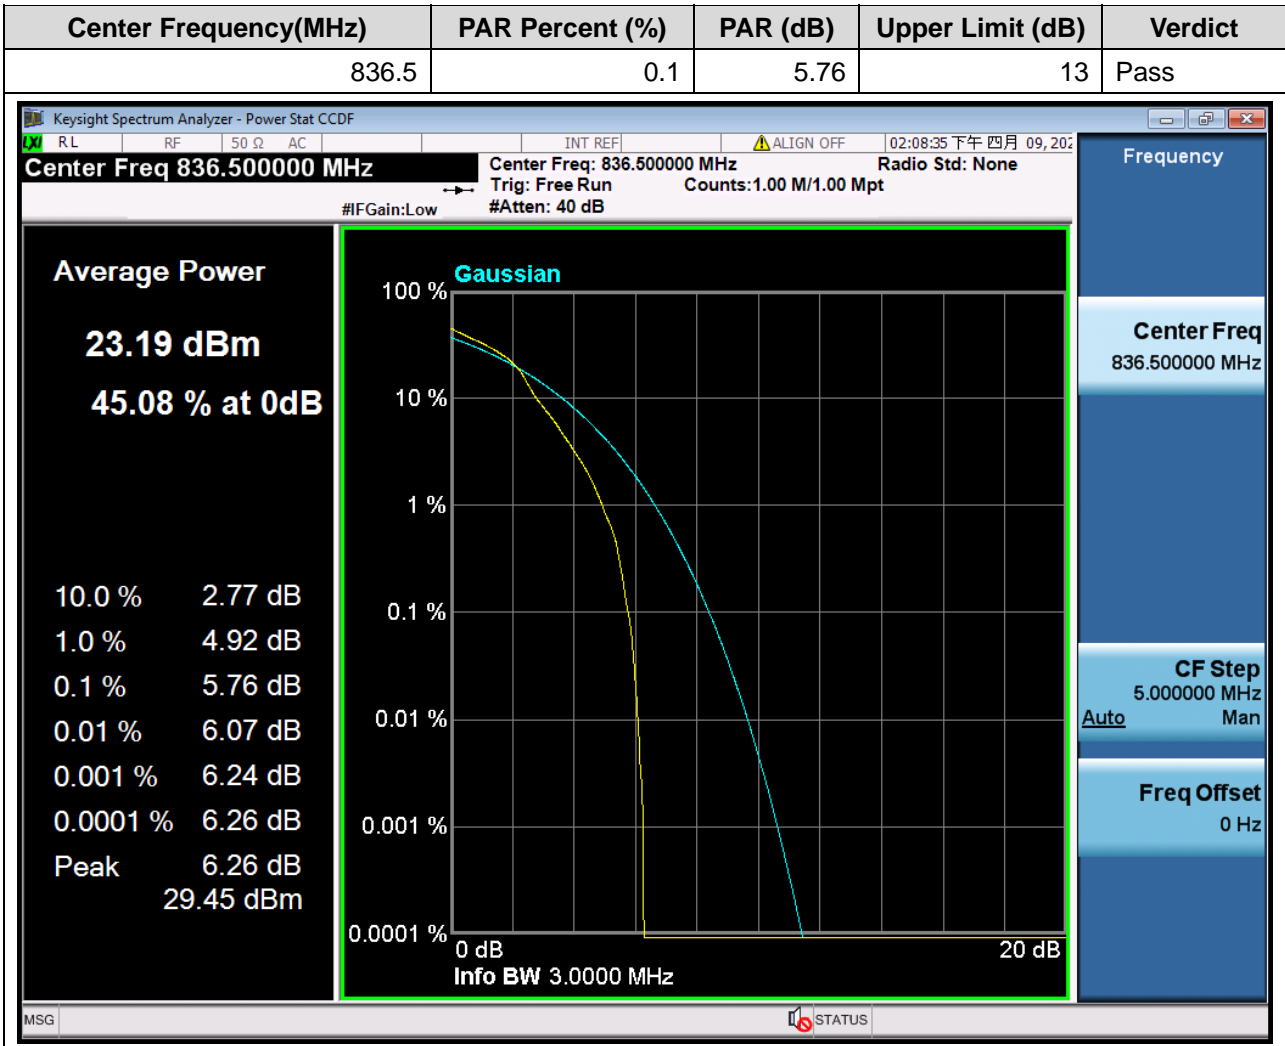 Center Frequency(MHz) PAR Percent (%) PAR (dB) Upper Limit (dB) Verdict
836.5 0.1 5.76 13 Pass
Keysight Spectrum Analyzer - Power Stat CCDF
LXI RL RF 50 Ω AC INT REF ALIGN OFF 02:08:35 下午 四月 09, 202
Center Freq 836.500000 MHz
Center Freq: 836.500000 MHz Radio Std: None
Trig: Free Run Counts:1.00 M/1.00 Mpt
#IFGain:Low #Atten: 40 dB
Average Power
23.19 dBm
45.08 % at 0dB
10.0 % 2.77 dB
1.0 % 4.92 dB
0.1 % 5.76 dB
0.01 % 6.07 dB
0.001 % 6.24 dB
0.0001 % 6.26 dB
Peak 6.26 dB
29.45 dBm
Gaussian
100 %
10 %
1 %
0.1 %
0.01 %
0.001 %
0.0001 %
0 dB 20 dB
Info BW 3.0000 MHz
Frequency
Center Freq
836.500000 MHz
CF Step
5.000000 MHz
Auto Man
Freq Offset
0 Hz
MSG STATUS